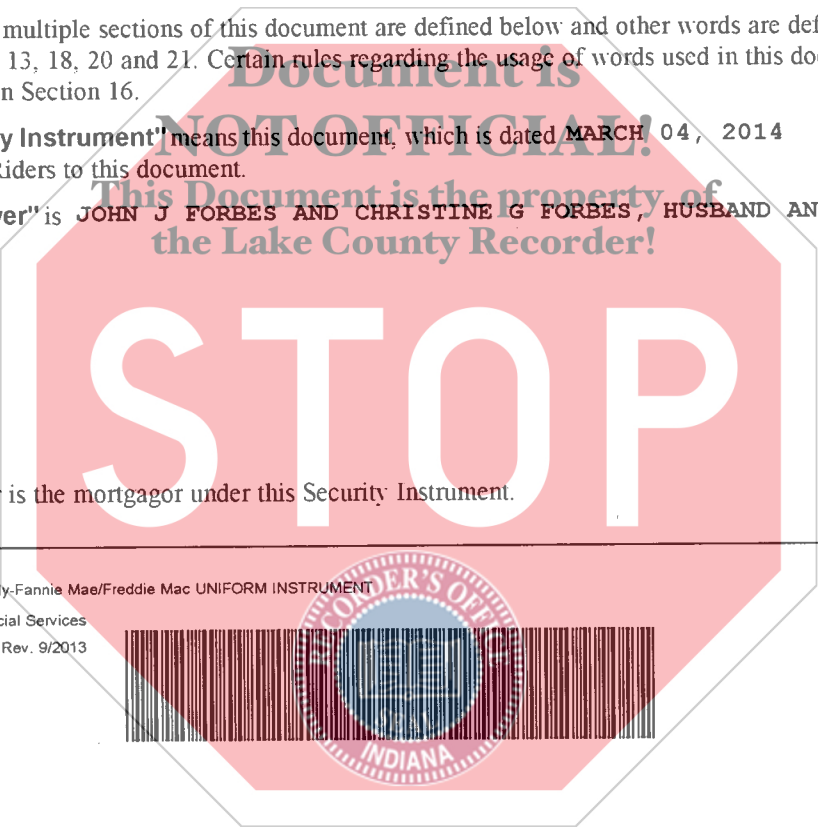 multiple sections of this document are defined below and other words are def
13, 18, 20 and 21. Certain rules regarding the usage of words used in this do
n Section 16.
Document is
NOT OFFICIAL!
y Instrument" means this document, which is dated MARCH 04, 2014
Riders to this document.
This Document is the property of
er" is JOHN J FORBES AND CHRISTINE G FORBES, HUSBAND AN
the Lake County Recorder!
STOP
is the mortgagor under this Security Instrument.
ly-Fannie Mae/Freddie Mac UNIFORM INSTRUMENT
cial Services
Rev. 9/2013
RECORDER'S OFFICE
SEAL
INDIANA